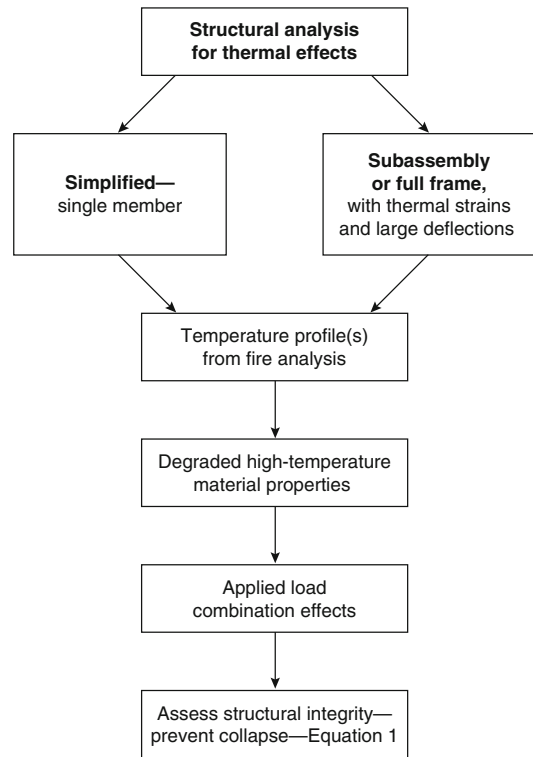 Structural analysis
for thermal effects
Simplified—
single member
Subassembly
or full frame,
with thermal strains
and large deflections
Temperature profile(s)
from fire analysis
Degraded high-temperature
material properties
Applied load
combination effects
Assess structural integrity—
prevent collapse—Equation 1